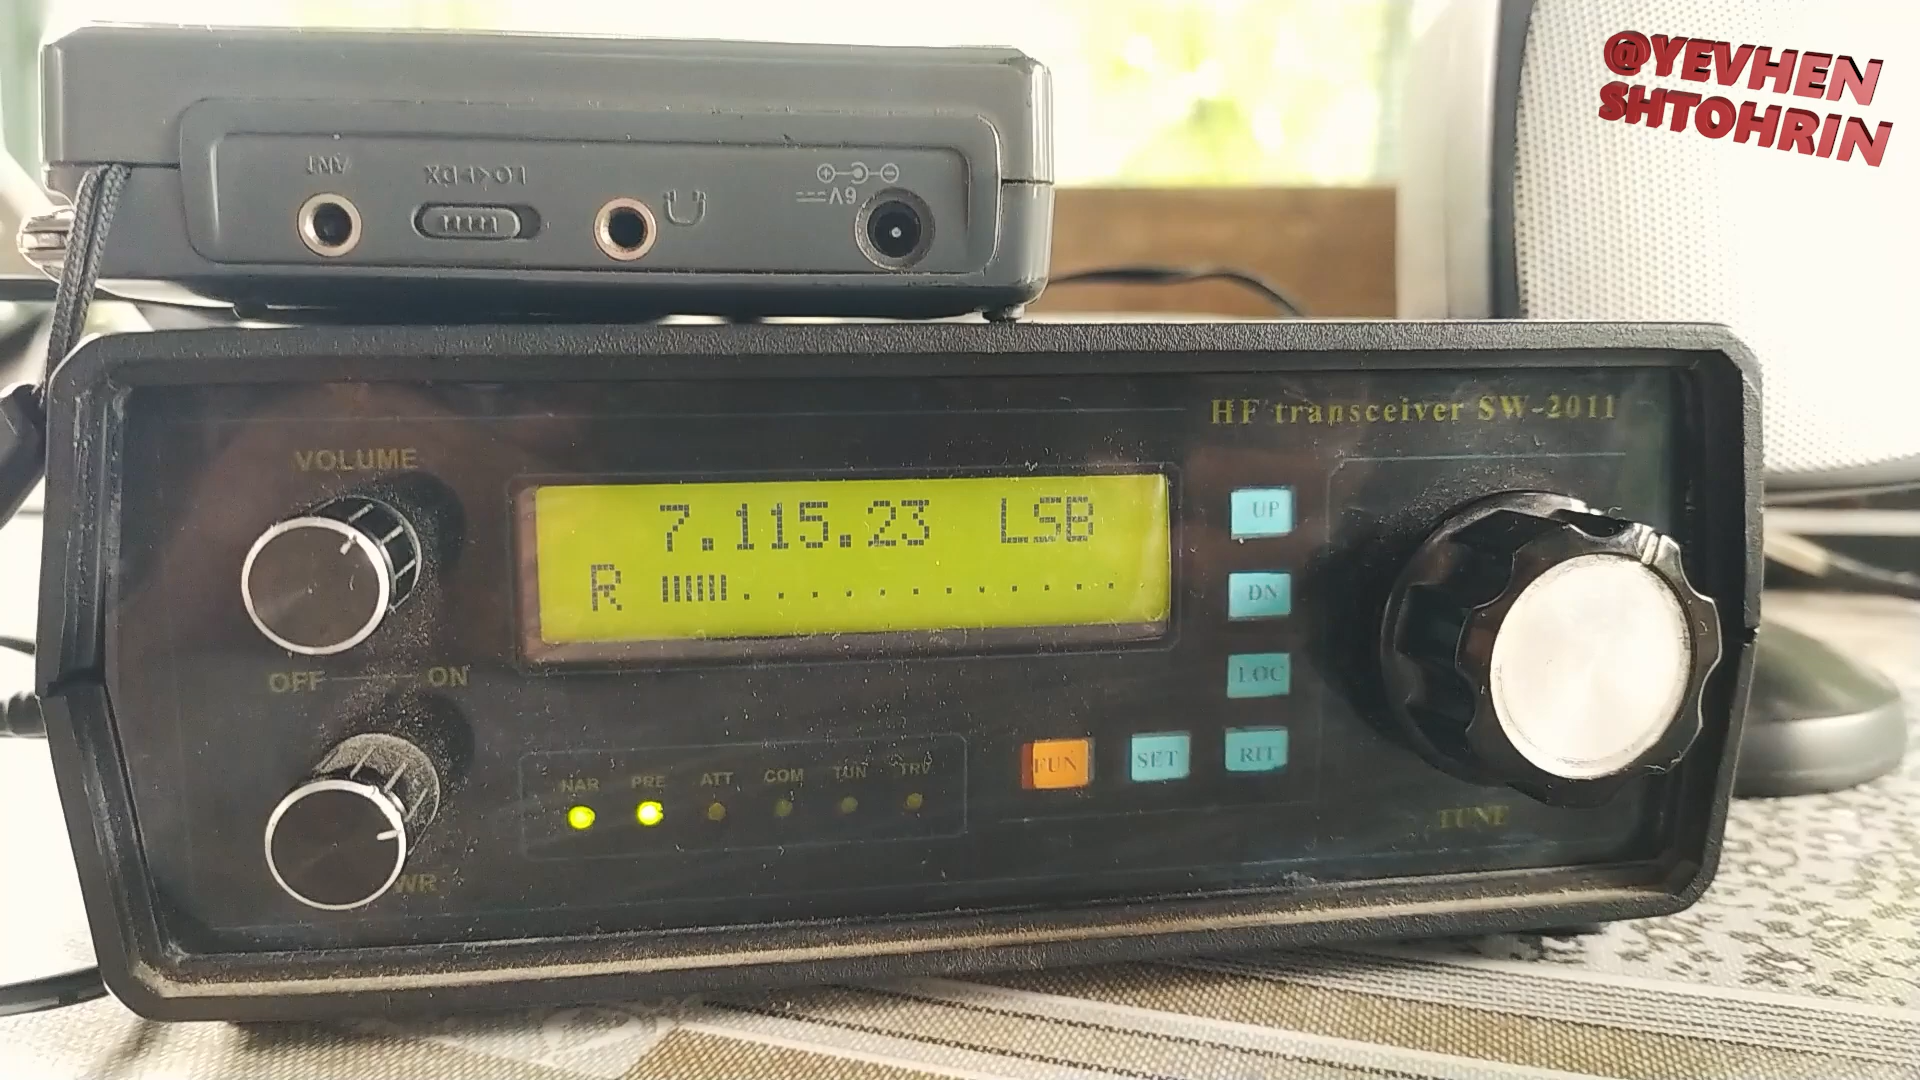 @YEVHEN
SHTOHRIN
ANT
LO<I>DX
6V
HF transceiver SW-2011
VOLUME
7.115.23 LSB
R
UP
DN
LOC
OFF ON
NAR PRE ATT COM TUN TRV
FUN SET RIT
TUNE
WR